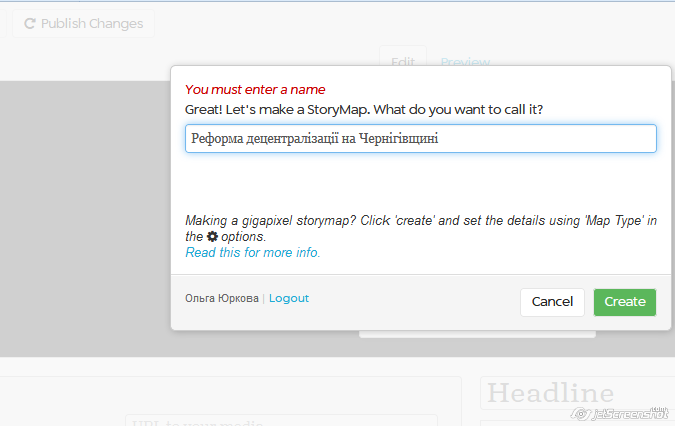 Publish Changes
Edit
Preview
You must enter a name
Great! Let's make a StoryMap. What do you want to call it?
Реформа децентралізації на Чернігівщині
Making a gigapixel storymap? Click 'create' and set the details using 'Map Type' in
the options.
Read this for more info.
Ольга Юркова | Logout
Cancel
Create
Headline
URL to your media
jetScreenshot